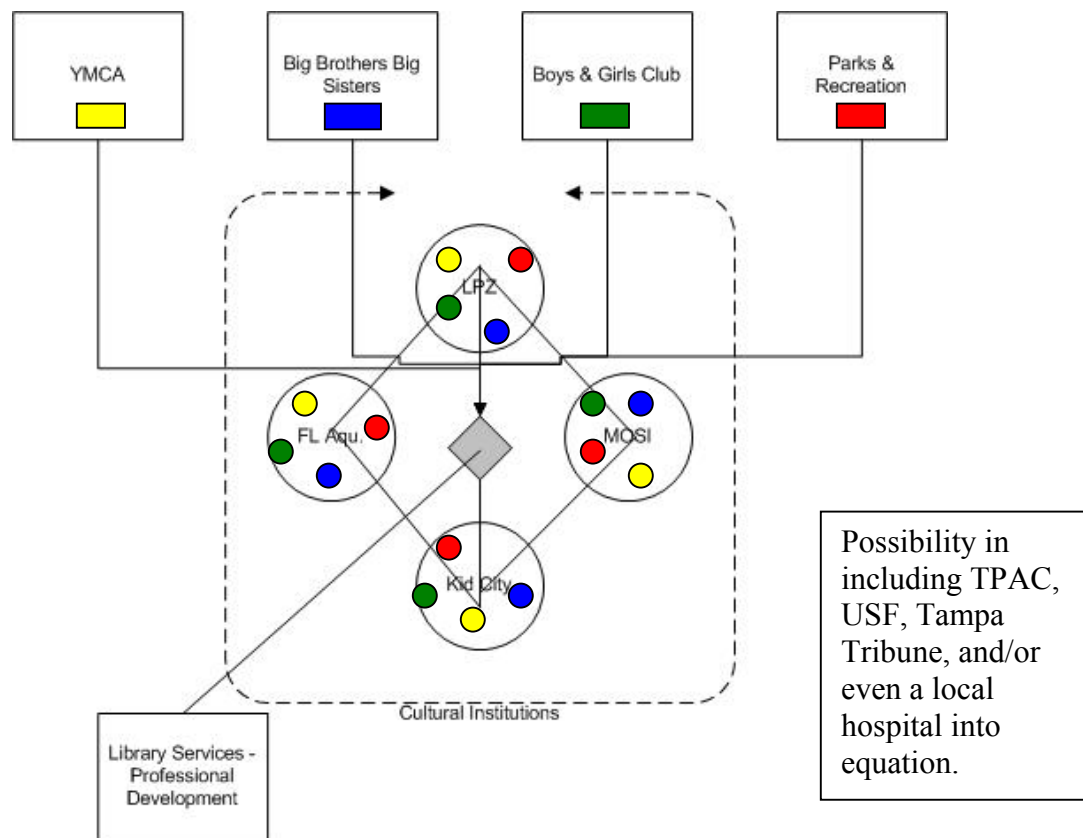 YMCA
Big Brothers Big
Sisters
Boys & Girls Club
Parks &
Recreation
LPZ
FL Aqu.
MOSI
Kid City
Cultural Institutions
Library Services -
Professional
Development
Possibility in
including TPAC,
USF, Tampa
Tribune, and/or
even a local
hospital into
equation.